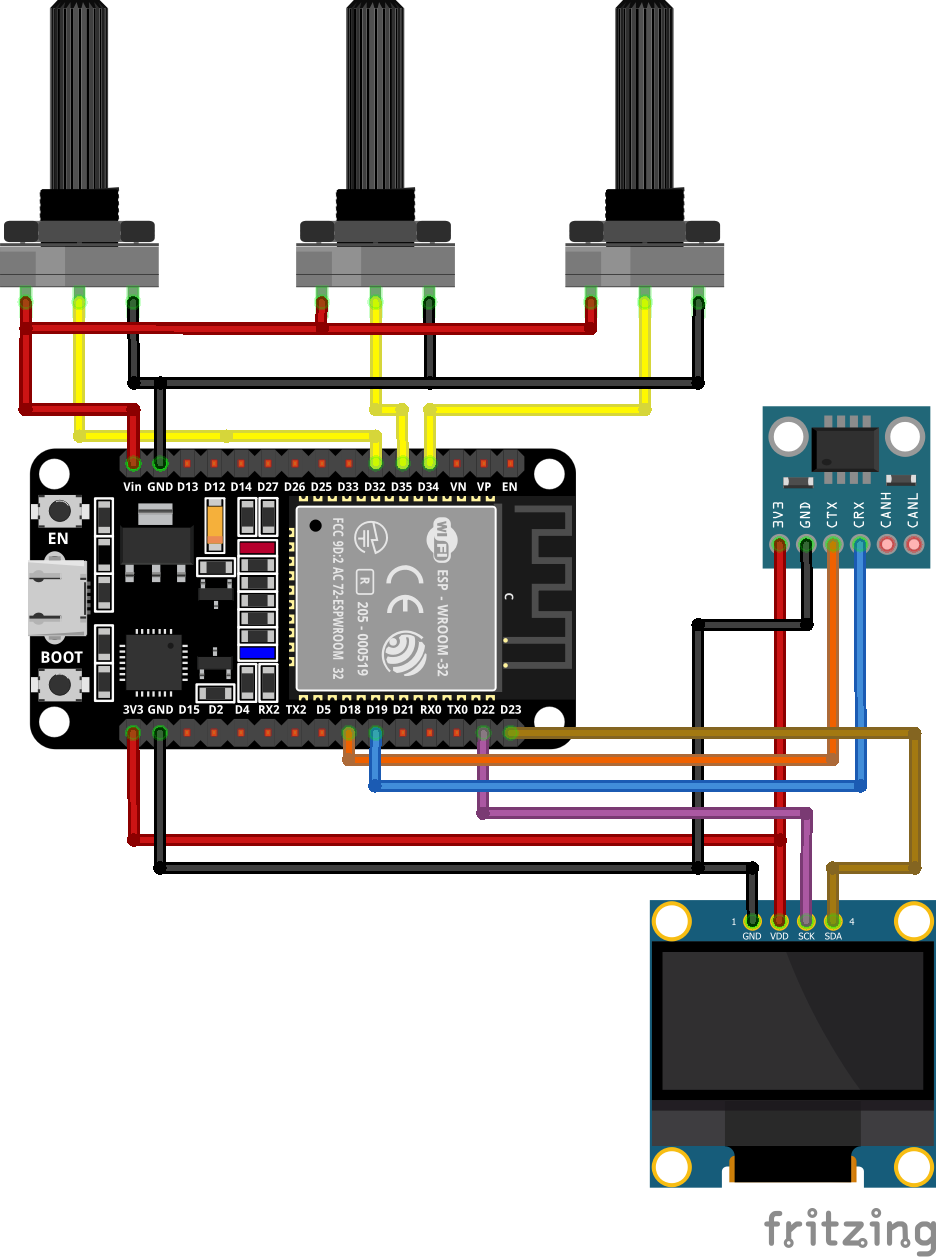 Vin GND D13 D12 D14 D27 D26 D25 D33 D32 D35 D34 VN VP EN
EN
BOOT
FCC 9D:2 AC 72-ESPWROOM 32
R
205 - 000519
CE
Wi Fi
ESP - WROOM -32
C
3V3 GND D15 D2 D4 RX2 TX2 D5 D18 D19 D21 RX0 TX0 D22 D23
3V3
GND
CTX
CRX
CANH
CANL
1 4
GND VDD SCK SDA
fritzing